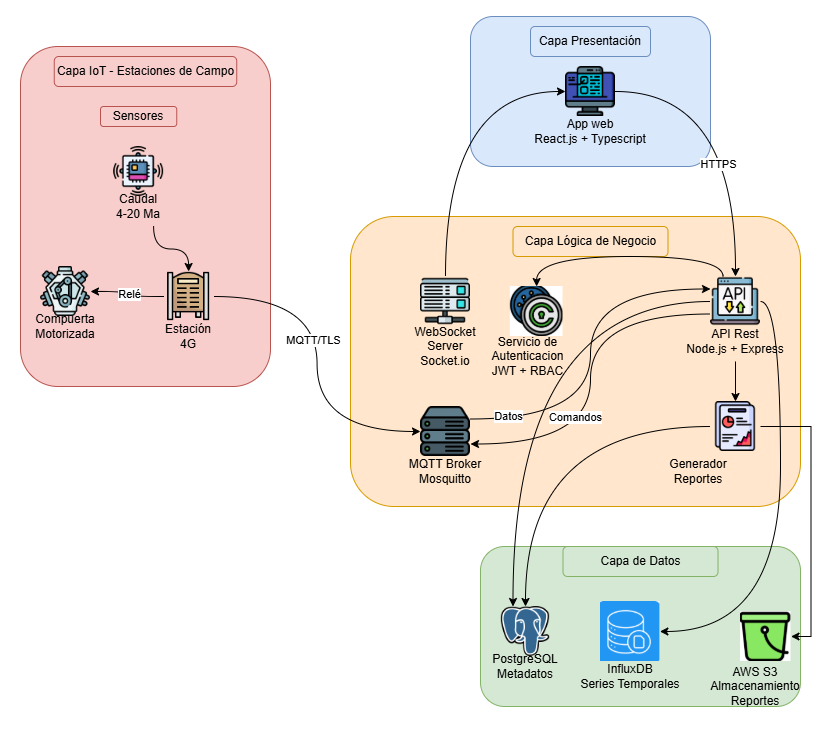 Capa Presentación
App web
React.js + Typescript
Capa IoT - Estaciones de Campo
Sensores
Caudal
4-20 Ma
Relé
Compuerta
Motorizada
Estación
4G
MQTT/TLS
HTTPS
Capa Lógica de Negocio
WebSocket
Server
Socket.io
Servicio de
Autenticacion
JWT + RBAC
API
API Rest
Node.js + Express
Datos
Comandos
MQTT Broker
Mosquitto
Generador
Reportes
Capa de Datos
PostgreSQL
Metadatos
InfluxDB
Series Temporales
AWS S3
Almacenamiento
Reportes